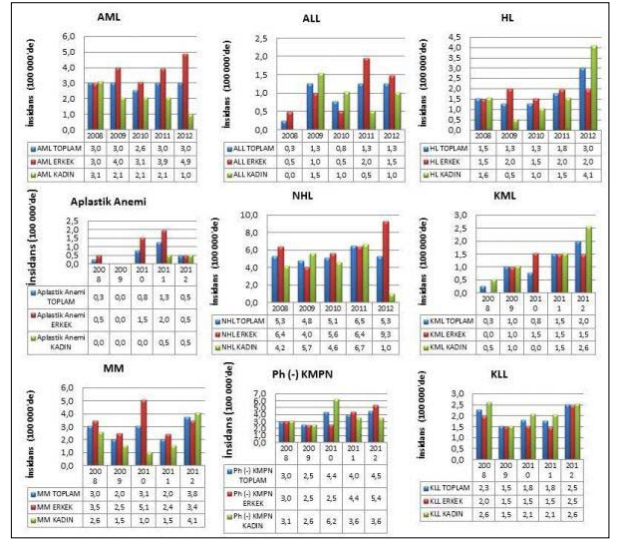 AML
İnsidans (100 000'de)
6,0
5,0
4,0
3,0
2,0
1,0
0,0
2008 2009 2010 2011 2012
AML TOPLAM 3,0 3,0 2,6 3,0 3,0
AML ERKEK 3,0 4,0 3,1 3,9 4,9
AML KADIN 3,1 2,1 2,1 2,1 1,0
ALL
İnsidans (100 000'de)
2,5
2,0
1,5
1,0
0,5
0,0
2008 2009 2010 2011 2012
ALL TOPLAM 0,3 1,3 0,8 1,3 1,3
ALL ERKEK 0,5 1,0 0,5 2,0 1,5
ALL KADIN 0,0 1,5 1,0 0,5 1,0
HL
İnsidans (100 000'de)
4,5
4,0
3,5
3,0
2,5
2,0
1,5
1,0
0,5
0,0
2008 2009 2010 2011 2012
HL TOPLAM 1,5 1,3 1,3 1,8 3,0
HL ERKEK 1,5 2,0 1,5 2,0 2,0
HL KADIN 1,6 0,5 1,0 1,5 4,1
Aplastik Anemi
İnsidans (100 000'de)
2,5
2,0
1,5
1,0
0,5
0,0
200 200 201 201 201
8 9 0 1 2
Aplastik Anemi
TOPLAM 0,3 0,0 0,8 1,3 0,5
Aplastik Anemi
ERKEK 0,5 0,0 1,5 2,0 0,5
Aplastik Anemi
KADIN 0,0 0,0 0,0 0,5 0,5
NHL
İnsidans (100 000'de)
10,0
8,0
6,0
4,0
2,0
0,0
2008 2009 2010 2011 2012
NHL TOPLAM 5,3 4,8 5,1 6,5 5,3
NHL ERKEK 6,4 4,0 5,6 6,4 9,3
NHL KADIN 4,2 5,7 4,6 6,7 1,0
KML
İnsidans (100 000'de)
3,0
2,5
2,0
1,5
1,0
0,5
0,0
200 200 201 201 201
8 9 0 1 2
KML TOPLAM 0,3 1,0 0,8 1,5 2,0
KML ERKEK 0,0 1,0 1,5 1,5 1,5
KML KADIN 0,5 1,0 0,0 1,5 2,6
MM
İnsidans (100 000'de)
6,0
5,0
4,0
3,0
2,0
1,0
0,0
200 200 201 201 201
8 9 0 1 2
MM TOPLAM 3,0 2,0 3,1 2,0 3,8
MM ERKEK 3,5 2,5 5,1 2,4 3,4
MM KADIN 2,6 1,5 1,0 1,5 4,1
Ph (-) KMPN
İnsidans (100 000'de)
7,0
6,0
5,0
4,0
3,0
2,0
1,0
0,0
200 200 201 201 201
8 9 0 1 2
Ph (-) KMPN
TOPLAM 3,0 2,5 4,4 4,0 4,5
Ph (-) KMPN
ERKEK 3,0 2,5 2,5 4,4 5,4
Ph (-) KMPN
KADIN 3,1 2,6 6,2 3,6 3,6
KLL
İnsidans (100 000'de)
3,0
2,5
2,0
1,5
1,0
0,5
0,0
200 200 201 201 201
8 9 0 1 2
KLL TOPLAM 2,3 1,5 1,8 1,8 2,5
KLL ERKEK 2,0 1,5 1,5 1,5 2,5
KLL KADIN 2,6 1,5 2,1 2,1 2,6